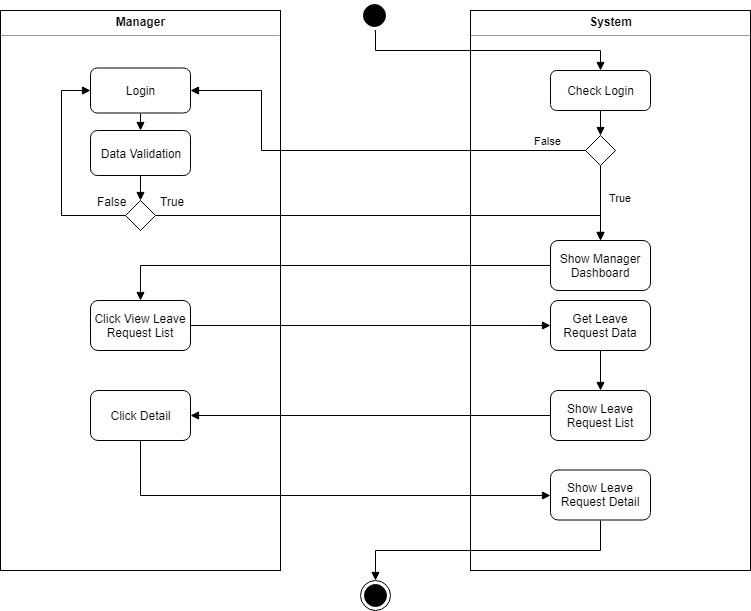 Manager
System
Login
Check Login
False
Data Validation
False
True
True
Show Manager
Dashboard
Click View Leave
Request List
Get Leave
Request Data
Click Detail
Show Leave
Request List
Show Leave
Request Detail